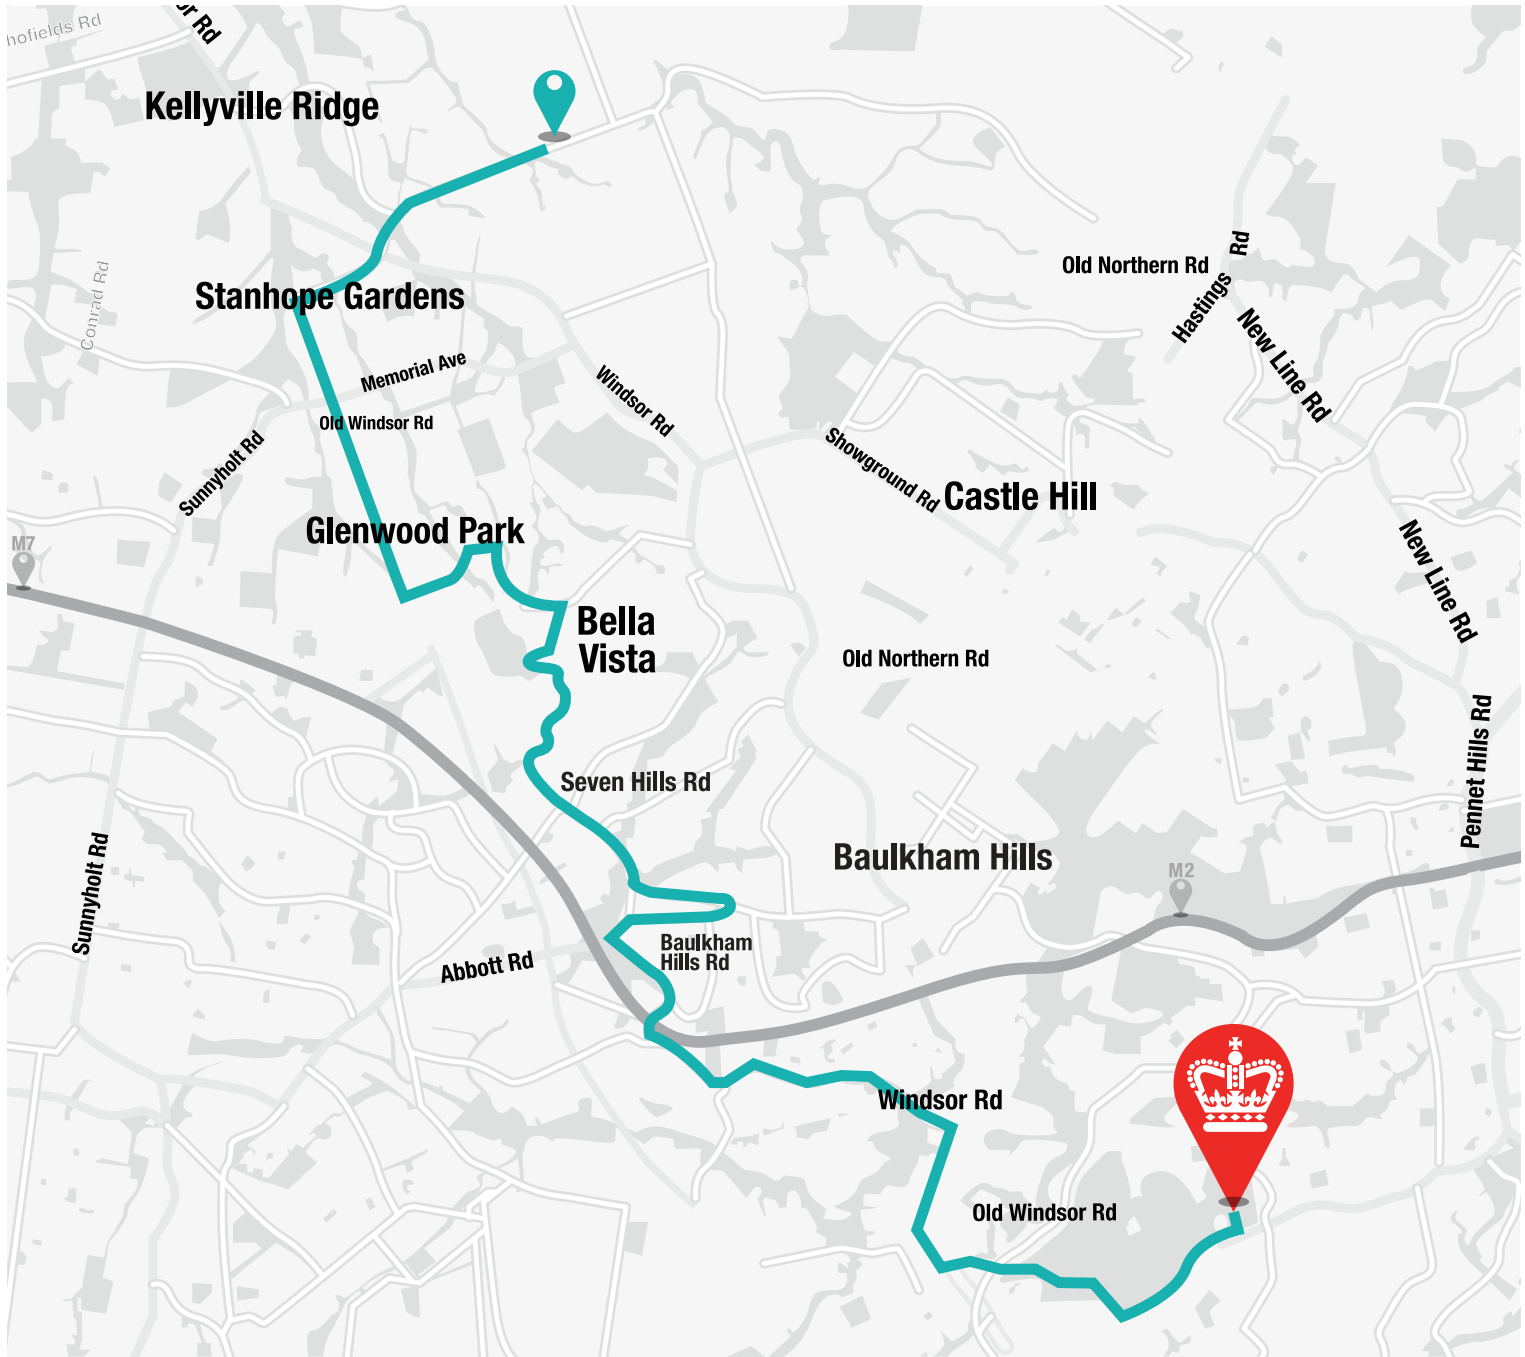 hofields Rd
or Rd
Kellyville Ridge
Old Northern Rd
Hastings Rd
Conrad Rd
Stanhope Gardens
New Line Rd
Memorial Ave
Windsor Rd
Old Windsor Rd
Sunnyholt Rd
Showground Rd
Castle Hill
Glenwood Park
M7
New Line Rd
Bella
Vista
Old Northern Rd
Pennet Hills Rd
Seven Hills Rd
Baulkham Hills
M2
Sunnyholt Rd
Baulkham
Hills Rd
Abbott Rd
Windsor Rd
Old Windsor Rd